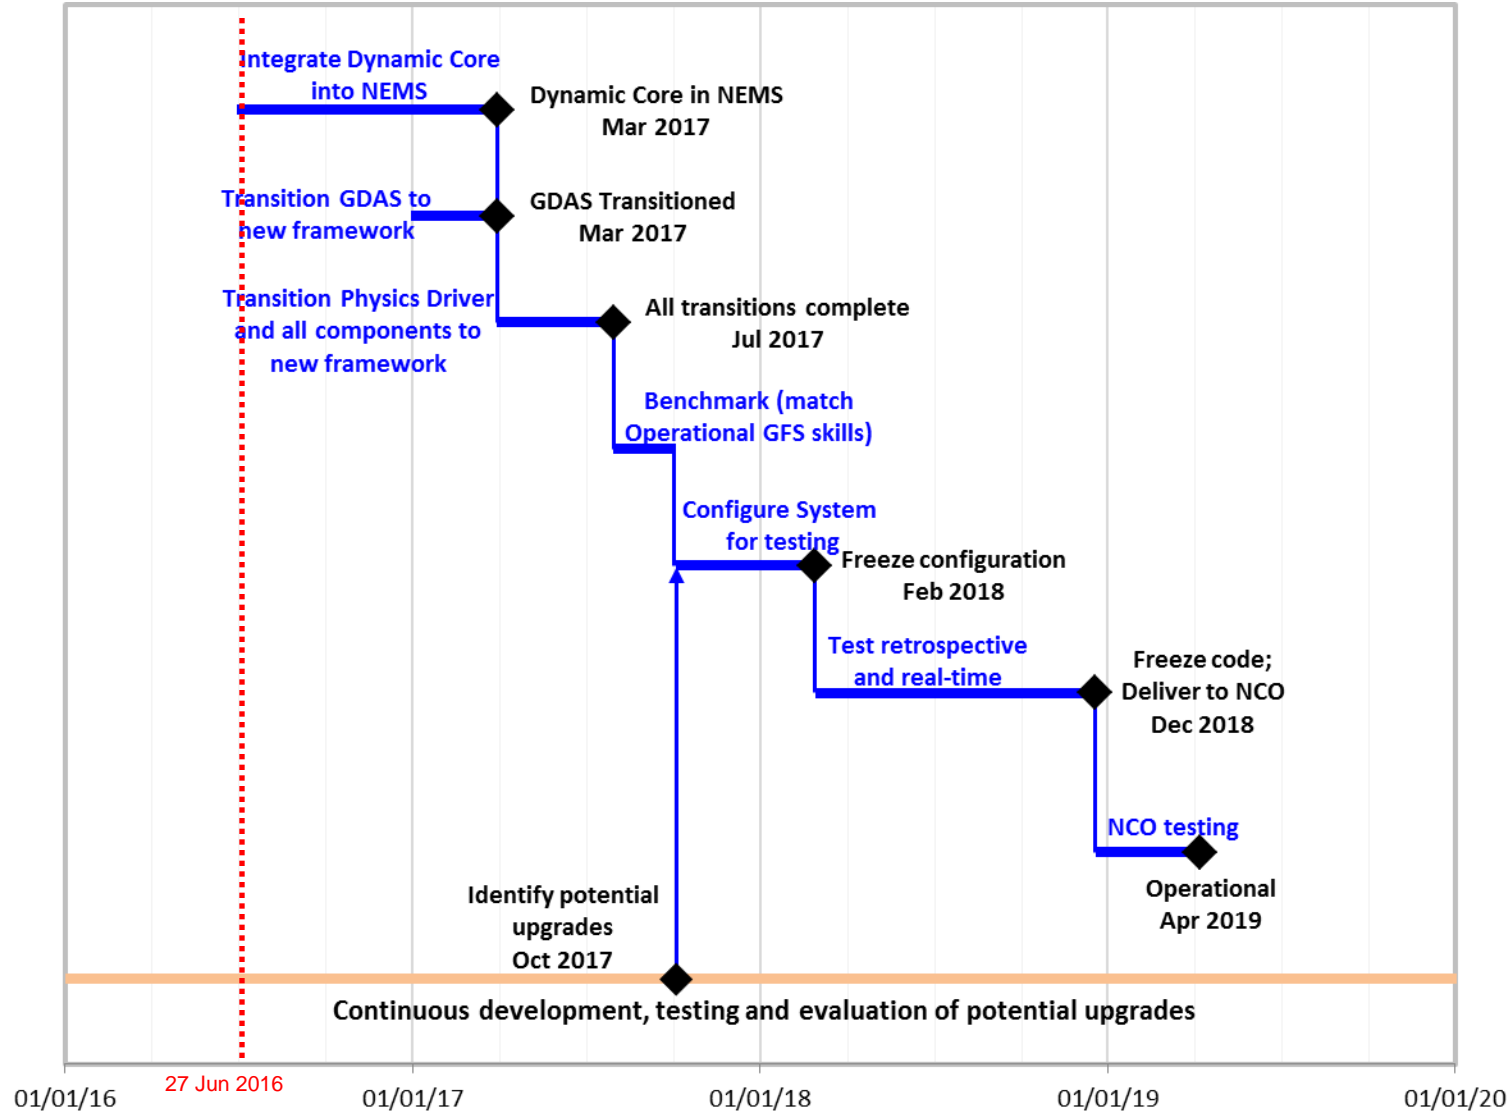 Integrate Dynamic Core
into NEMS
Dynamic Core in NEMS
Mar 2017
Transition GDAS to
new framework
GDAS Transitioned
Mar 2017
Transition Physics Driver
and all components to
new framework
All transitions complete
Jul 2017
Benchmark (match
Operational GFS skills)
Configure System
for testing
Freeze configuration
Feb 2018
Test retrospective
and real-time
Freeze code;
Deliver to NCO
Dec 2018
NCO testing
Operational
Apr 2019
Identify potential
upgrades
Oct 2017
Continuous development, testing and evaluation of potential upgrades
27 Jun 2016
01/01/16
01/01/17
01/01/18
01/01/19
01/01/20